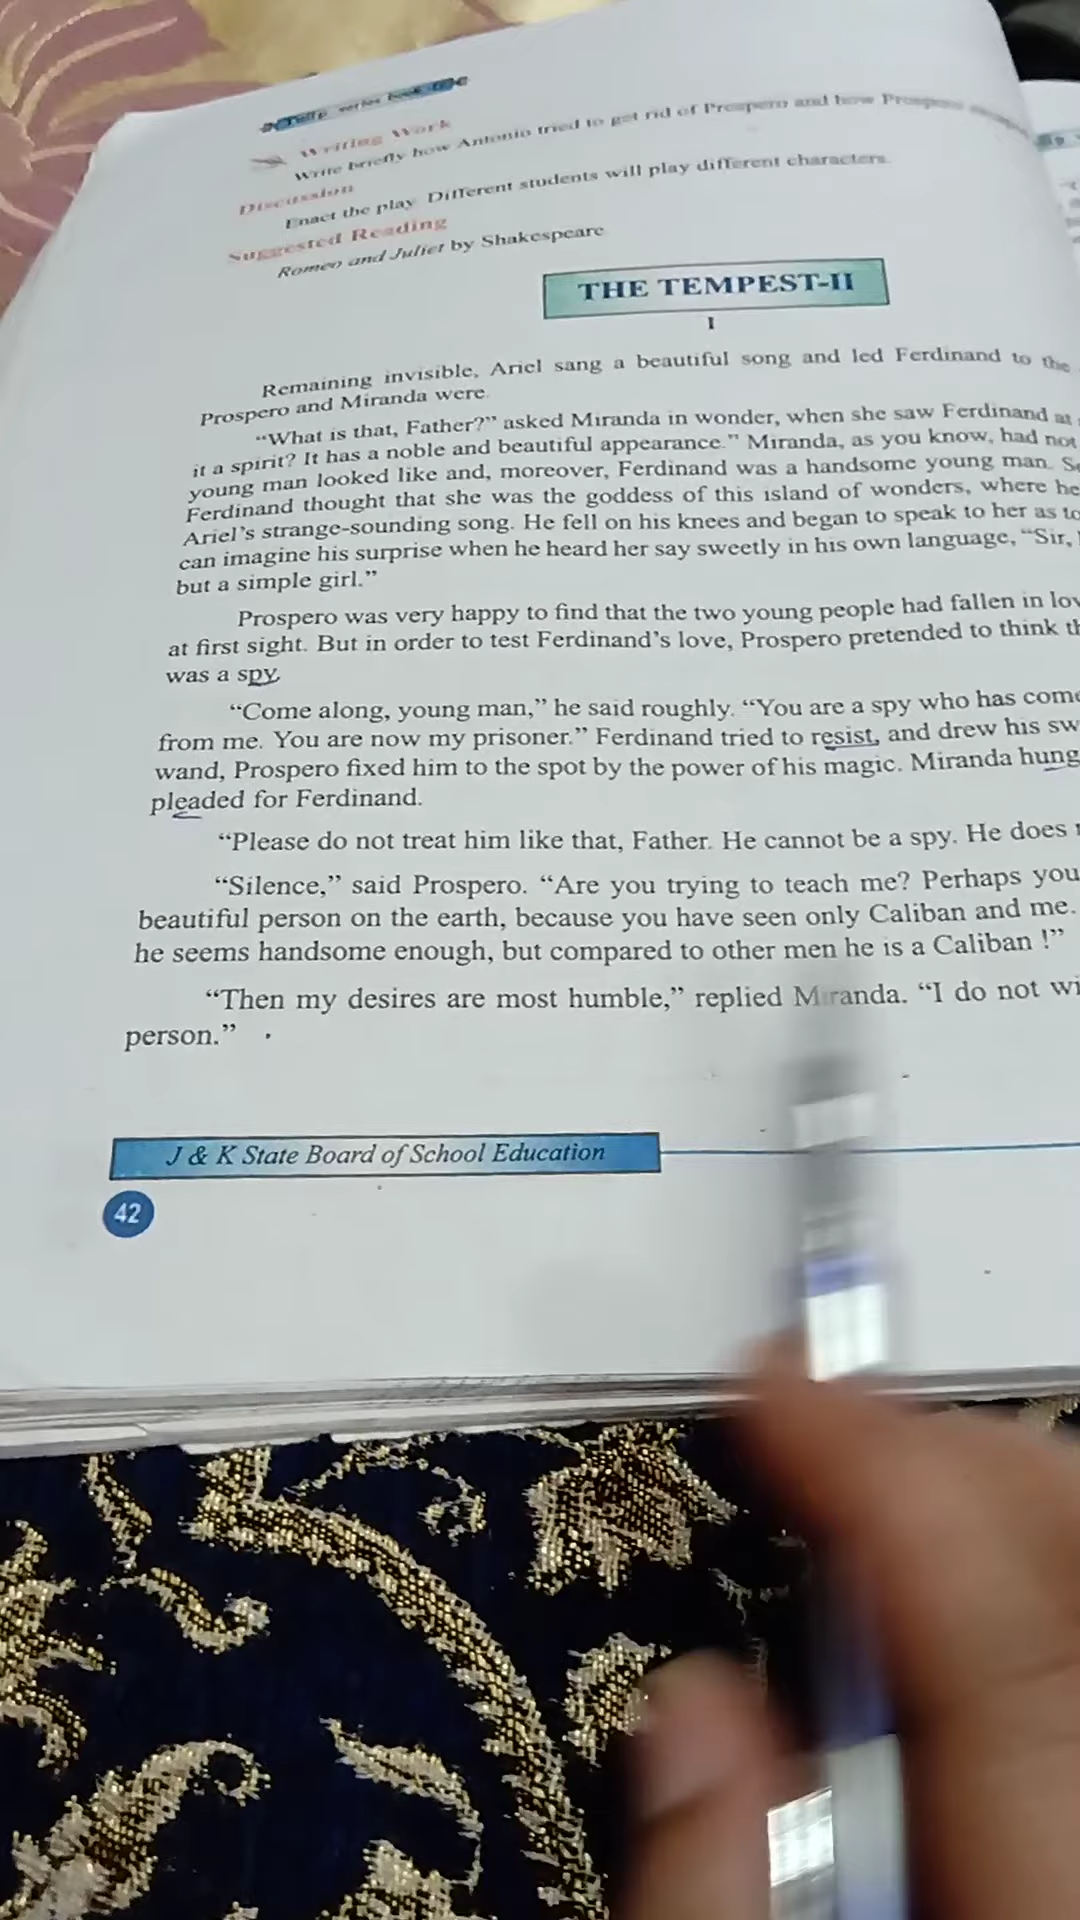 Tulip series book
Writing Work
Write briefly how Antonio tried to get rid of Prospero and how Prospero
Discussion
Enact the play. Different students will play different characters.
Suggested Reading
Romeo and Juliet by Shakespeare
THE TEMPEST-II
I
Remaining invisible, Ariel sang a beautiful song and led Ferdinand to the
Prospero and Miranda were.
“What is that, Father?” asked Miranda in wonder, when she saw Ferdinand at
it a spirit? It has a noble and beautiful appearance.” Miranda, as you know, had not
young man looked like and, moreover, Ferdinand was a handsome young man.
Ferdinand thought that she was the goddess of this island of wonders, where he
Ariel’s strange-sounding song. He fell on his knees and began to speak to her as to
can imagine his surprise when he heard her say sweetly in his own language, “Sir,
but a simple girl.”
Prospero was very happy to find that the two young people had fallen in
at first sight. But in order to test Ferdinand’s love, Prospero pretended to think
was a spy.
“Come along, young man,” he said roughly. “You are a spy who has come
from me. You are now my prisoner.” Ferdinand tried to resist, and drew his
wand, Prospero fixed him to the spot by the power of his magic. Miranda hung
pleaded for Ferdinand.
“Please do not treat him like that, Father. He cannot be a spy. He does
“Silence,” said Prospero. “Are you trying to teach me? Perhaps you
beautiful person on the earth, because you have seen only Caliban and me.
he seems handsome enough, but compared to other men he is a Caliban !”
“Then my desires are most humble,” replied Miranda. “I do not
person.”
J & K State Board of School Education
42